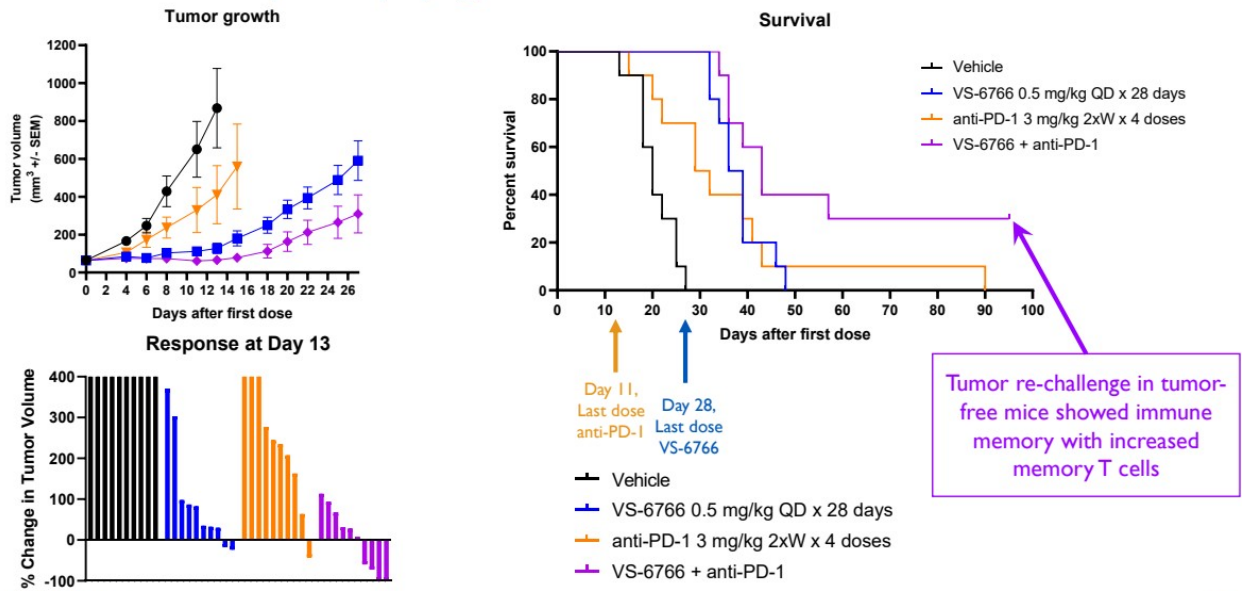 Tumor growth
Tumor volume
(mm3 +/- SEM)
1200
1000
800
600
400
200
0
0 2 4 6 8 10 12 14 16 18 20 22 24 26
Days after first dose
Survival
Percent survival
100
80
60
40
20
0
0 10 20 30 40 50 60 70 80 90 100
Days after first dose
Vehicle
VS-6766 0.5 mg/kg QD x 28 days
anti-PD-1 3 mg/kg 2xW x 4 doses
VS-6766 + anti-PD-1
Day 11,
Last dose
anti-PD-1
Day 28,
Last dose
VS-6766
Tumor re-challenge in tumor-
free mice showed immune
memory with increased
memory T cells
Response at Day 13
% Change in Tumor Volume
400
300
200
100
0
-100
Vehicle
VS-6766 0.5 mg/kg QD x 28 days
anti-PD-1 3 mg/kg 2xW x 4 doses
VS-6766 + anti-PD-1